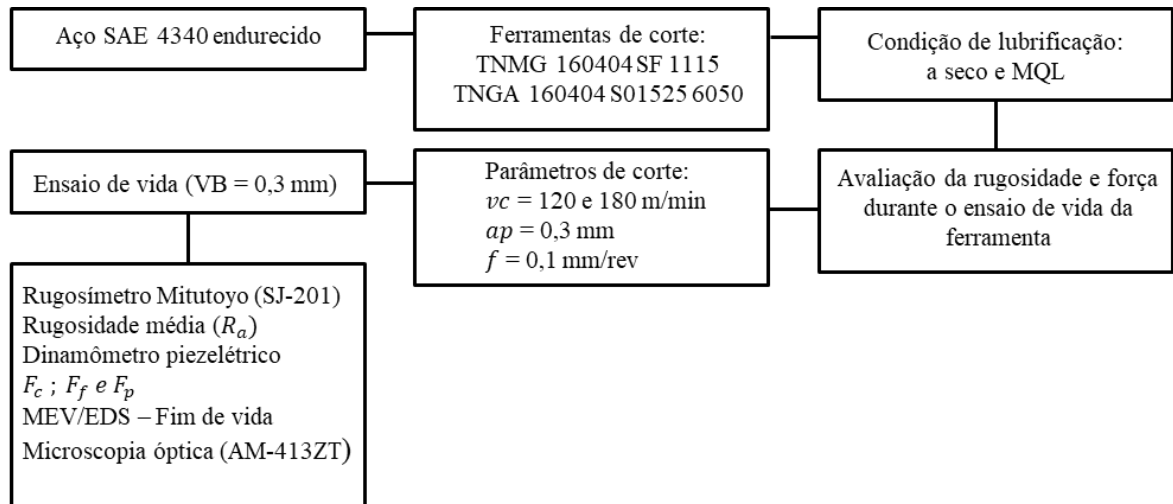 Aço SAE 4340 endurecido
Ferramentas de corte:
TNMG 160404 SF 1115
TNGA 160404 S01525 6050
Condição de lubrificação:
a seco e MQL
Avaliação da rugosidade e força
durante o ensaio de vida da
ferramenta
Parâmetros de corte:
vc = 120 e 180 m/min
ap = 0,3 mm
f = 0,1 mm/rev
Ensaio de vida (VB = 0,3 mm)
Rugosímetro Mitutoyo (SJ-201)
Rugosidade média (Rₐ)
Dinamômetro piezelétrico
F_c ; F_f e F_p
MEV/EDS – Fim de vida
Microscopia óptica (AM-413ZT)